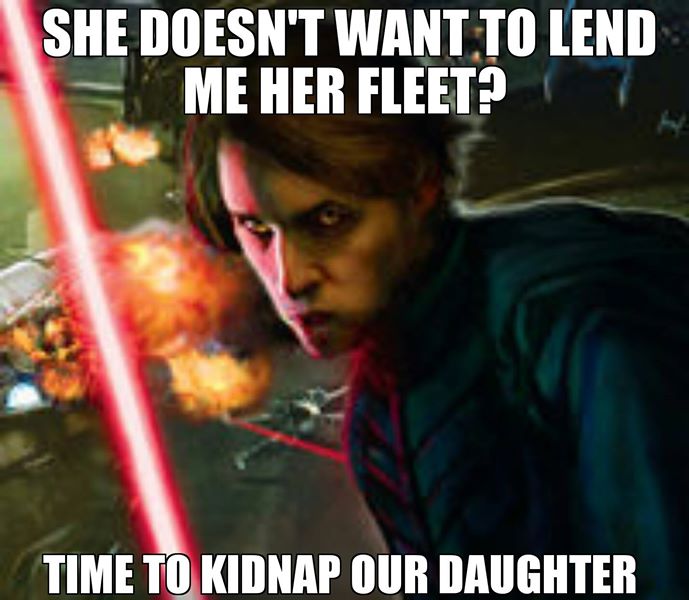 SHE DOESN'T WANT TO LEND
ME HER FLEET?
TIME TO KIDNAP OUR DAUGHTER